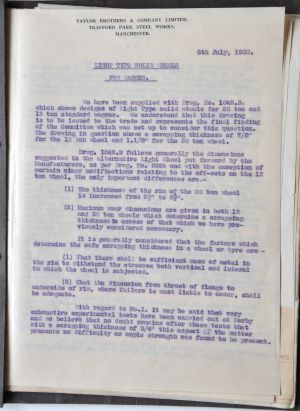 TAYLOR BROTHERS & COMPANY LIMITED.
TRAFFORD PARK STEEL WORKS,
MANCHESTER.
6th July, 1933.
LIGHT TYPE SOLID WHEELS
FOR WAGONS.
We have been supplied with Drwg. No. 1042.B.
which shows designs of Light Type solid wheels for 20 ton and
12 ton standard wagons. We understand that this drawing
is to be issued to the trade and represents the final finding
of the Committee which was set up to consider this question.
The drawing in question shows a scrapping thickness of 7/8"
for the 12 ton wheel and 1.1/8" for the 20 ton wheel.
Drwg. 1042.B follows generally the dimensions
suggested in the alternative Light Wheel put forward by the
Manufacturers, as per Drwg. No. and with the exception of
certain minor modifications relating to the off-sets on the 12
ton wheel, the only important differences are,-
(1) The thickness of the rim of the 20 ton wheel
is increased from to
(2) Maximum wear dimensions are given in both 12
and 20 ton wheels which determine a scrapping
thickness in excess of that which we have pre-
viously considered necessary.
It is generally considered that the factors which
determine the safe scrapping thickness in a wheel or tyre are -
(1) That there shall be sufficient mass of metal in
the rim to withstand the stresses both vertical and lateral
to which the wheel is subjected.
(2) That the dimension from throat of flange to
underside of rim, where failure is most liable to occur, shall
be adequate.
With regard to No.1. it may be said that very
exhaustive experimental tests have been carried out at Derby
and we believe that no doubt remains after these tests that
with a scrapping thickness of 3/4" this aspect of the matter
presents no difficulty as ample strength was found to be present.